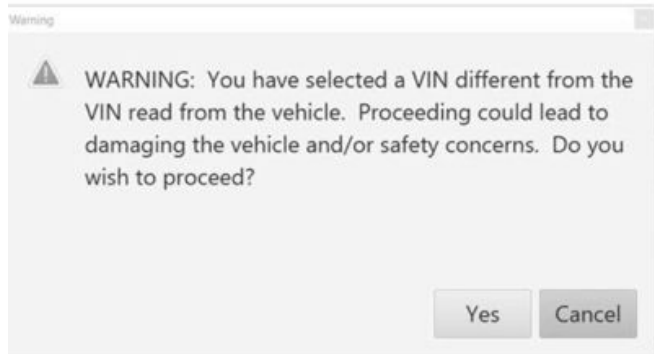 Warning
WARNING:  You have selected a VIN different from the
VIN read from the vehicle.  Proceeding could lead to
damaging the vehicle and/or safety concerns.  Do you
wish to proceed?
Yes
Cancel